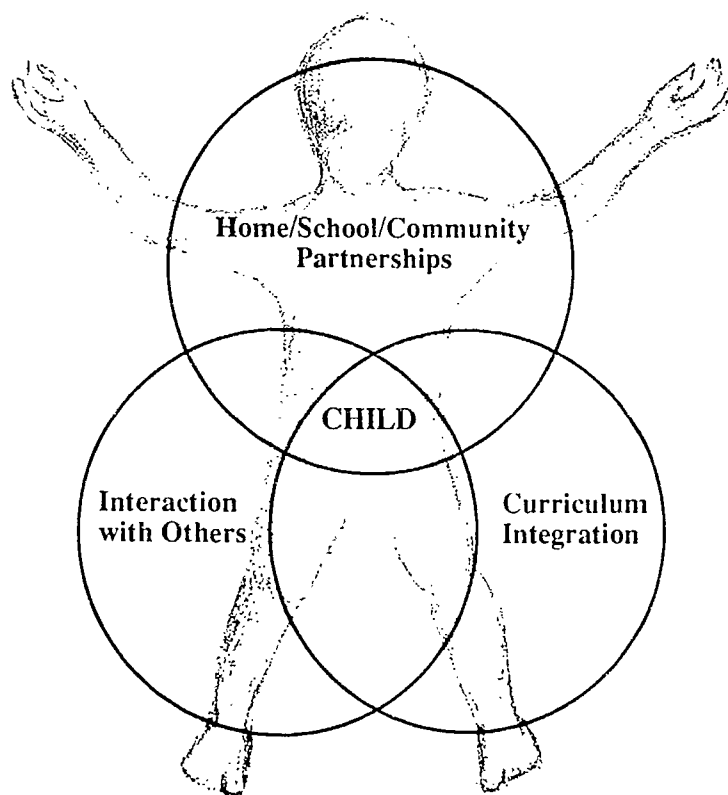 Home/School/Community
Partnerships
CHILD
Interaction
with Others
Curriculum
Integration